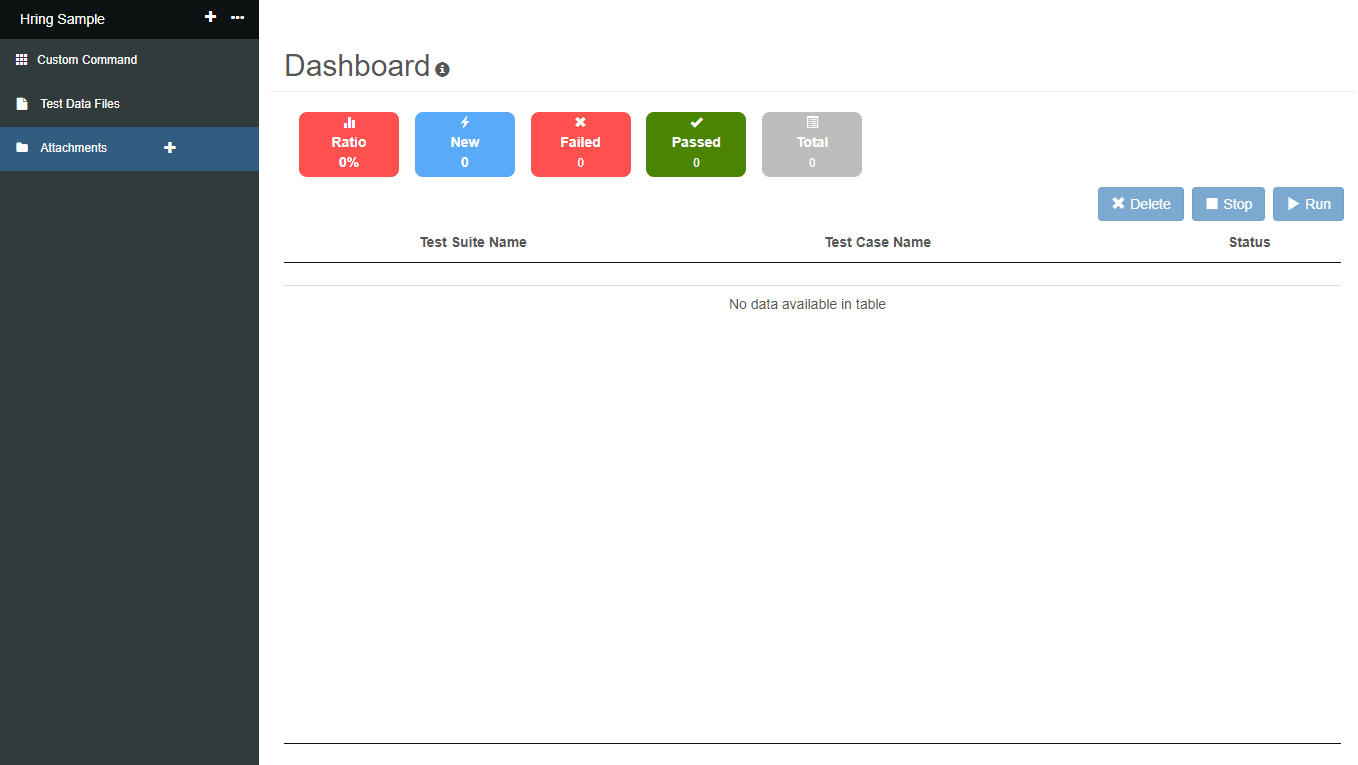 Hring Sample
Custom Command
Test Data Files
Attachments
Dashboard
Ratio
0%
New
0
Failed
0
Passed
0
Total
0
Delete
Stop
Run
Test Suite Name
Test Case Name
Status
No data available in table